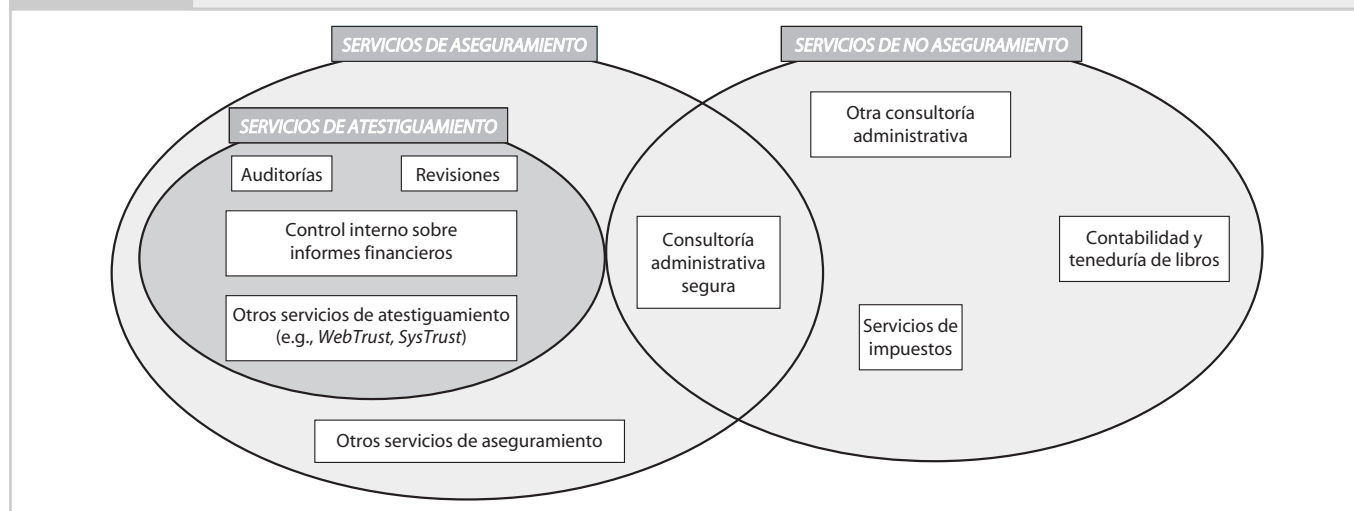 SERVICIOS DE ASEGURAMIENTO
SERVICIOS DE NO ASEGURAMIENTO
SERVICIOS DE ATESTIGUAMIENTO
Auditorías
Revisiones
Control interno sobre
informes financieros
Otros servicios de atestiguamiento
(e.g., WebTrust, SysTrust)
Otros servicios de aseguramiento
Consultoría
administrativa
segura
Otra consultoría
administrativa
Contabilidad y
teneduría de libros
Servicios de
impuestos